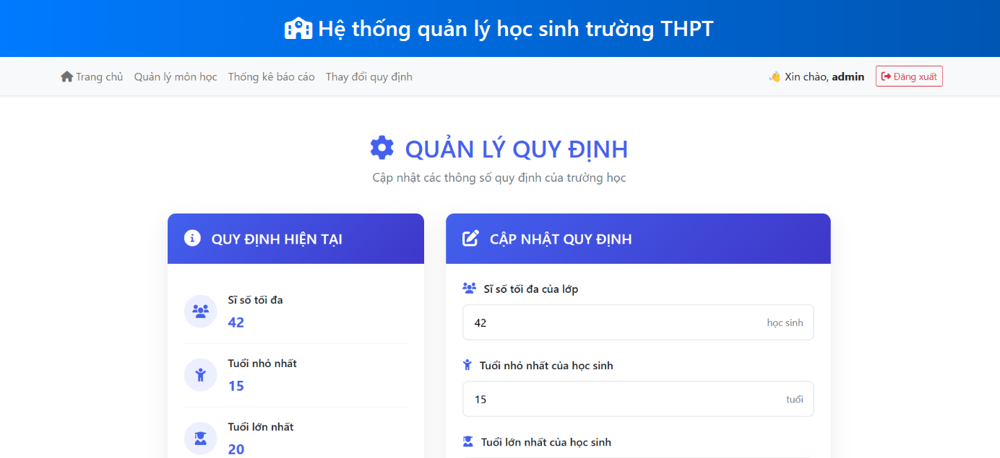 Hệ thống quản lý học sinh trường THPT
Trang chủ Quản lý môn học Thống kê báo cáo Thay đổi quy định
👋 Xin chào, admin Đăng xuất
QUẢN LÝ QUY ĐỊNH
Cập nhật các thông số quy định của trường học
QUY ĐỊNH HIỆN TẠI
Sĩ số tối đa
42
Tuổi nhỏ nhất
15
Tuổi lớn nhất
20
CẬP NHẬT QUY ĐỊNH
Sĩ số tối đa của lớp
42 học sinh
Tuổi nhỏ nhất của học sinh
15 tuổi
Tuổi lớn nhất của học sinh